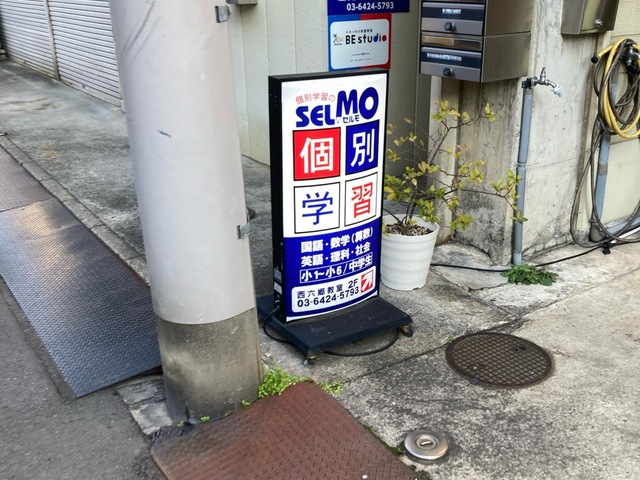 03-6424-5793
BE studio
個別学習の
SELMO
セルモ
個別
学習
国語・数学(算数)
英語・理科・社会
小1~小6/中学生
西六郷教室 2F
03-6424-5793